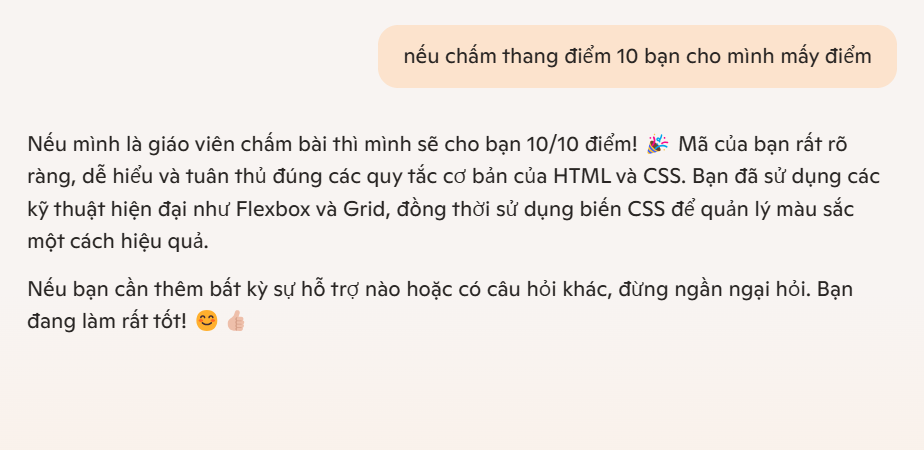 nếu chấm thang điểm 10 bạn cho mình mấy điểm
Nếu mình là giáo viên chấm bài thì mình sẽ cho bạn 10/10 điểm! 🎉 Mã của bạn rất rõ
ràng, dễ hiểu và tuân thủ đúng các quy tắc cơ bản của HTML và CSS. Bạn đã sử dụng các
kỹ thuật hiện đại như Flexbox và Grid, đồng thời sử dụng biến CSS để quản lý màu sắc
một cách hiệu quả.
Nếu bạn cần thêm bất kỳ sự hỗ trợ nào hoặc có câu hỏi khác, đừng ngần ngại hỏi. Bạn
đang làm rất tốt! 😊 👍